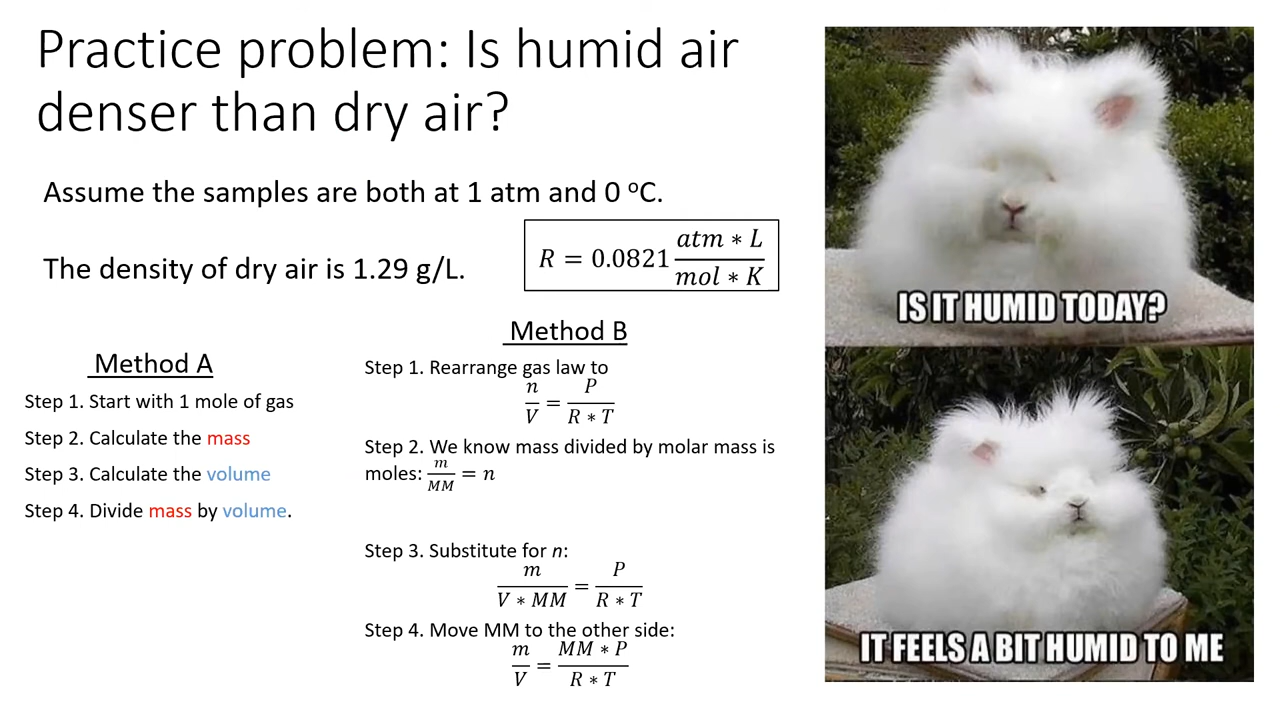 Practice problem: Is humid air
denser than dry air?
Assume the samples are both at 1 atm and 0 °C.
The density of dry air is 1.29 g/L.
R = 0.0821 atm * L / mol * K
Method A
Step 1. Start with 1 mole of gas
Step 2. Calculate the mass
Step 3. Calculate the volume
Step 4. Divide mass by volume.
Method B
Step 1. Rearrange gas law to
n / V = P / R * T
Step 2. We know mass divided by molar mass is
moles: m / MM = n
Step 3. Substitute for n:
m / V * MM = P / R * T
Step 4. Move MM to the other side:
m / V = MM * P / R * T
IS IT HUMID TODAY?
IT FEELS A BIT HUMID TO ME